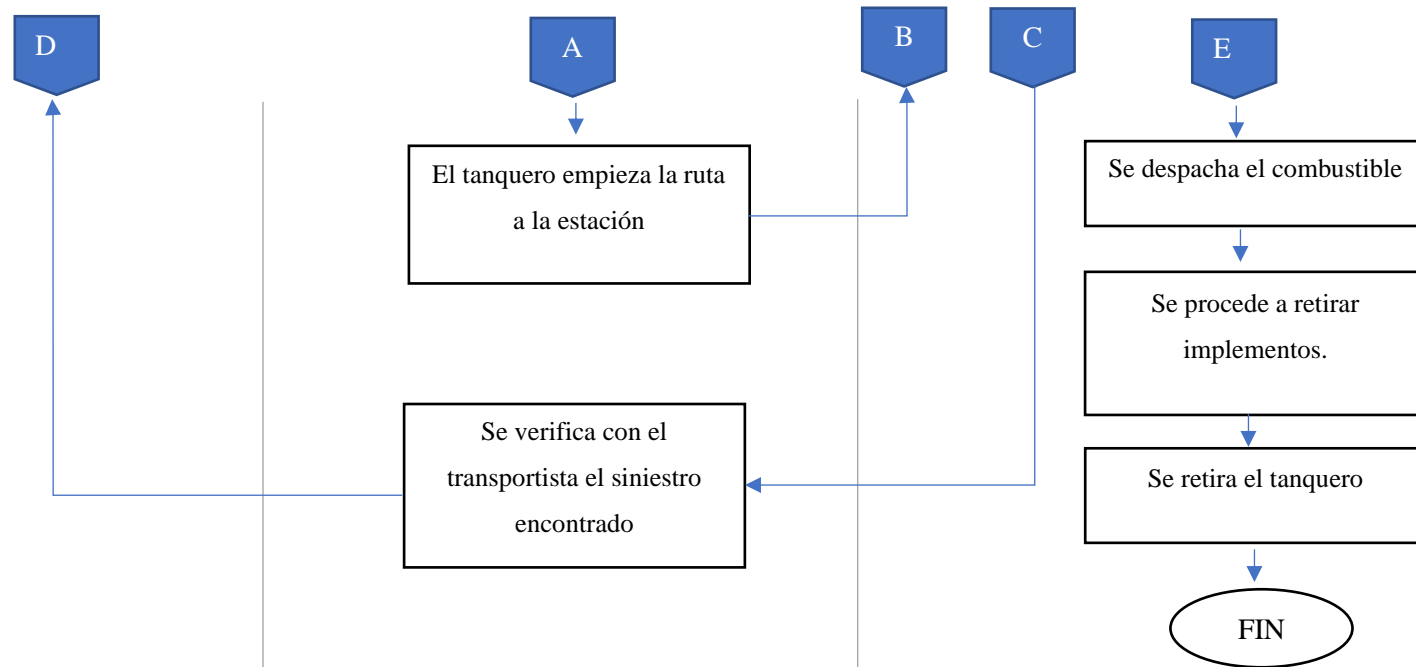 D
A
B
C
E
El tanquero empieza la ruta
a la estación
Se despacha el combustible
Se procede a retirar
implementos.
Se verifica con el
transportista el siniestro
encontrado
Se retira el tanquero
FIN